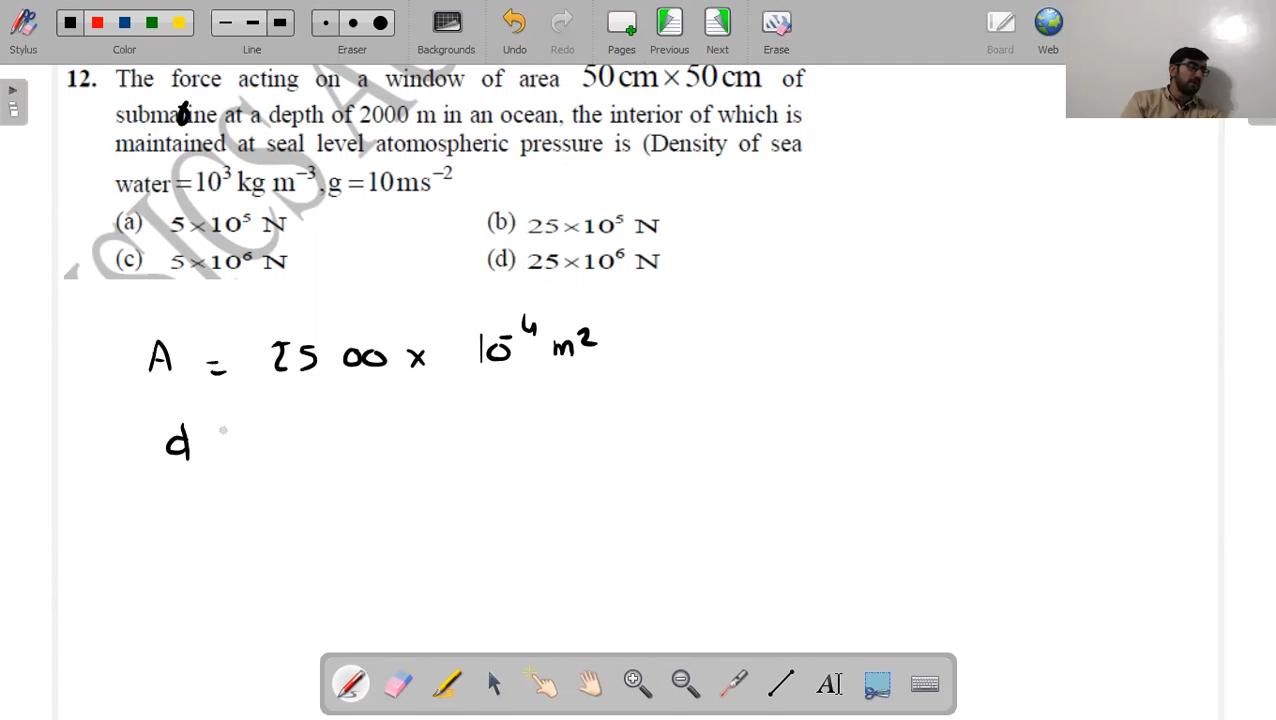 Stylus Color Line Eraser Backgrounds Undo Redo Pages Previous Next Erase Board Web
12. The force acting on a window of area 50 cm × 50 cm of
at a depth of 2000 m in an ocean, the interior of which is
maintained at seal level atomospheric pressure is (Density of sea
water = 10³ kg m⁻³, g = 10 ms⁻²
(a) 5×10⁵ N (b) 25×10⁵ N
(c) 5×10⁶ N (d) 25×10⁶ N
A = 2500 × 10⁻⁴ m²
d